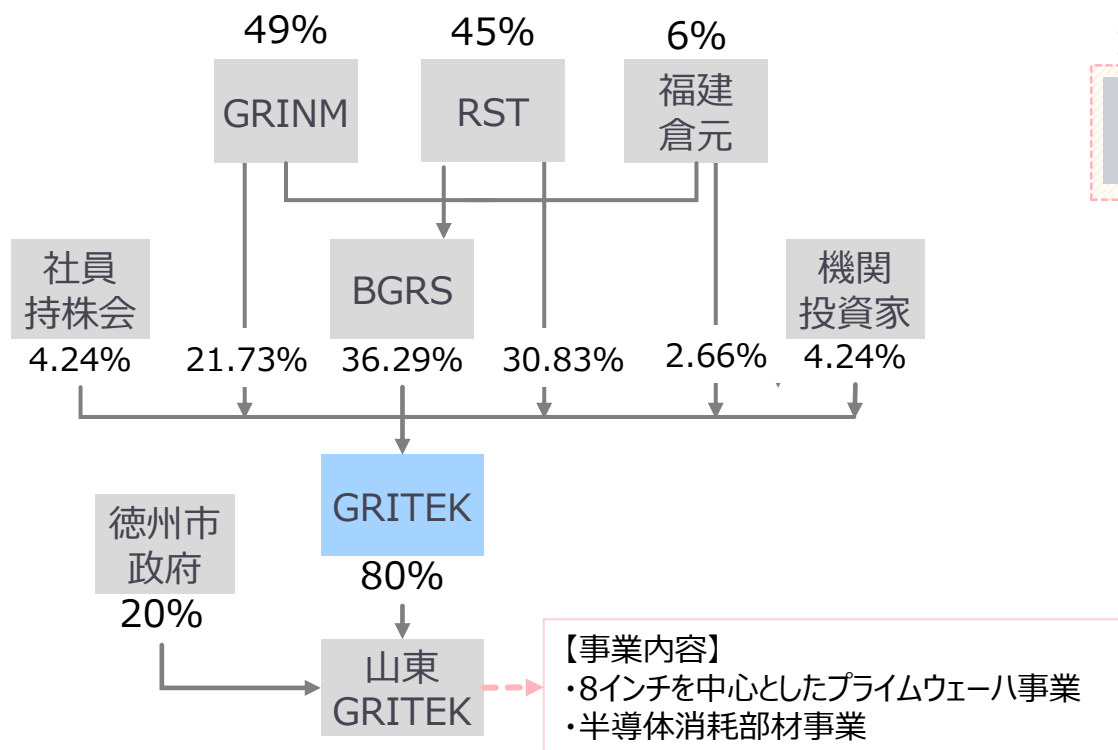 49%
45%
6%
GRINM
RST
福建
倉元
社員
持株会
BGRS
機関
投資家
4.24%
21.73%
36.29%
30.83%
2.66%
4.24%
GRITEK
徳州市
政府
80%
20%
山東
GRITEK
【事業内容】
・8インチを中心としたプライムウェーハ事業
・半導体消耗部材事業